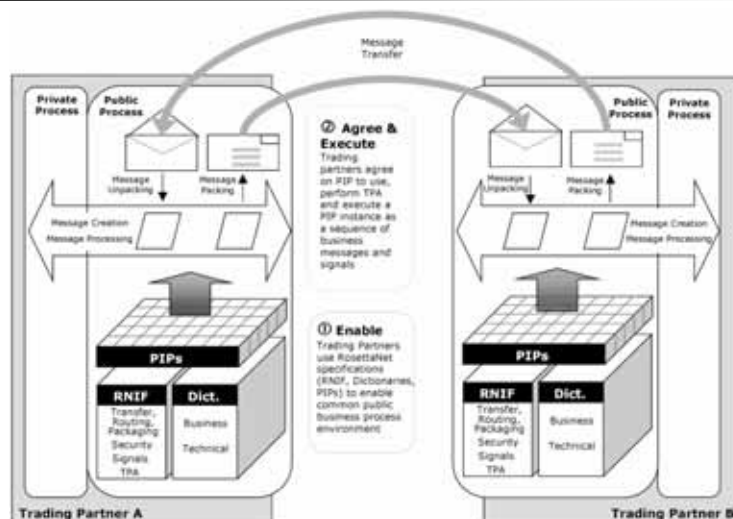 Message
Transfer
Private
Process
Public
Process
Message
Unpacking
Message
Packing
Message Creation
Message Processing
PIPs
RNIF
Transfer,
Routing,
Packaging
Security
Signals
TPA
Dict.
Business
Technical
Trading Partner A
② Agree &
Execute
Trading
partners agree
on PIP to use,
perform TPA
and execute a
PIP instance as
a sequence of
business
messages and
signals
① Enable
Trading Partners
use RosettaNet
specifications
(RNIF, Dictionaries,
PIPs) to enable
common public
business process
environment
Public
Process
Private
Process
Message
Unpacking
Message
Packing
Message Creation
Message Processing
PIPs
RNIF
Transfer,
Routing,
Packaging
Security
Signals
TPA
Dict.
Business
Technical
Trading Partner B